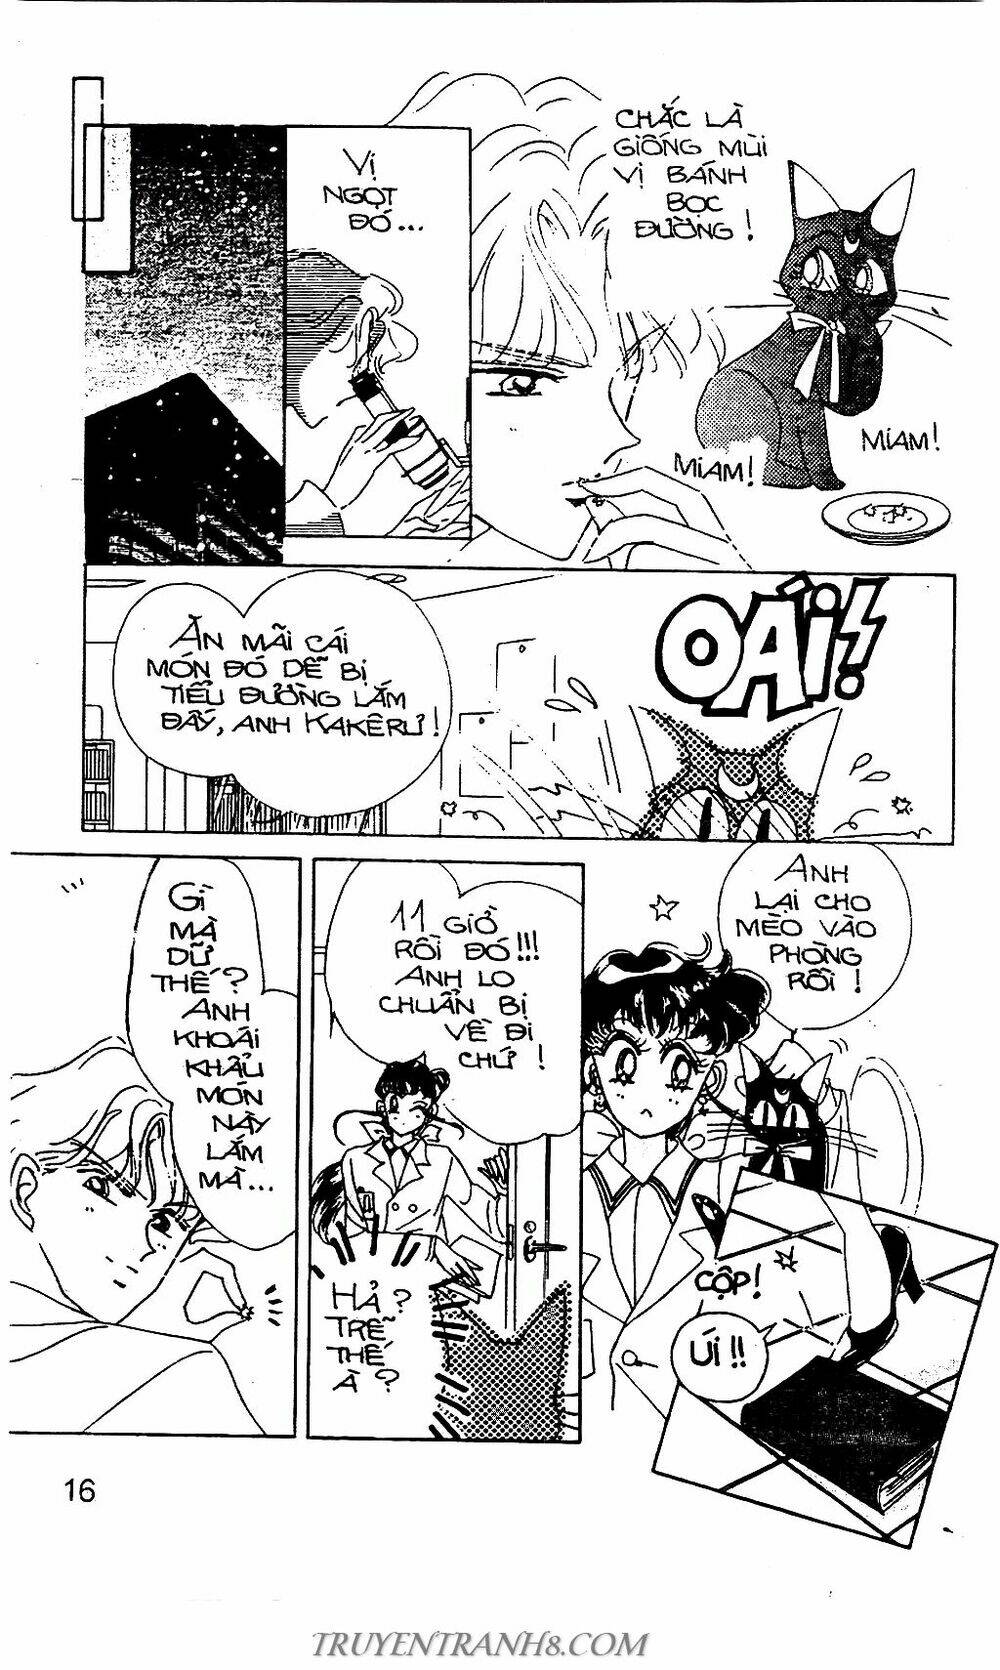 VỊ
NGỌT
ĐÓ...
CHẮC LÀ
GIỐNG MÙI
VỊ BÁNH
BỌC
ĐƯỜNG!
MIAM!
MIAM!
ĂN MÃI CÁI
MÓN ĐÓ DỄ BỊ
TIỂU ĐƯỜNG LẮM
ĐẤY, ANH KAKÊRU!
OÁI!!
GÌ
MÀ
DỮ
THẾ?
ANH
KHOÁI
KHẨU
MÓN
NÀY
LẮM
MÀ...
11 GIỜ
RỒI ĐÓ!!!
ANH LO
CHUẨN BỊ
VỀ ĐI
CHỨ!
HẢ?
TRỄ
THẾ
À?
ANH
LẠI CHO
MÈO VÀO
PHÒNG
RỒI!
CỘP!
ÚI!!
16
TRUYENTRANH8.COM